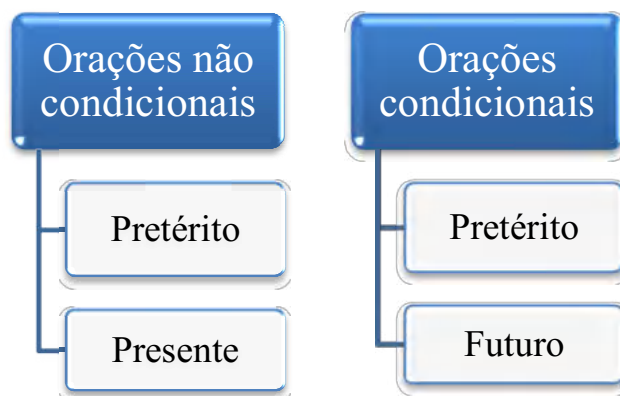 Orações não
condicionais
Pretérito
Presente
Orações
condicionais
Pretérito
Futuro